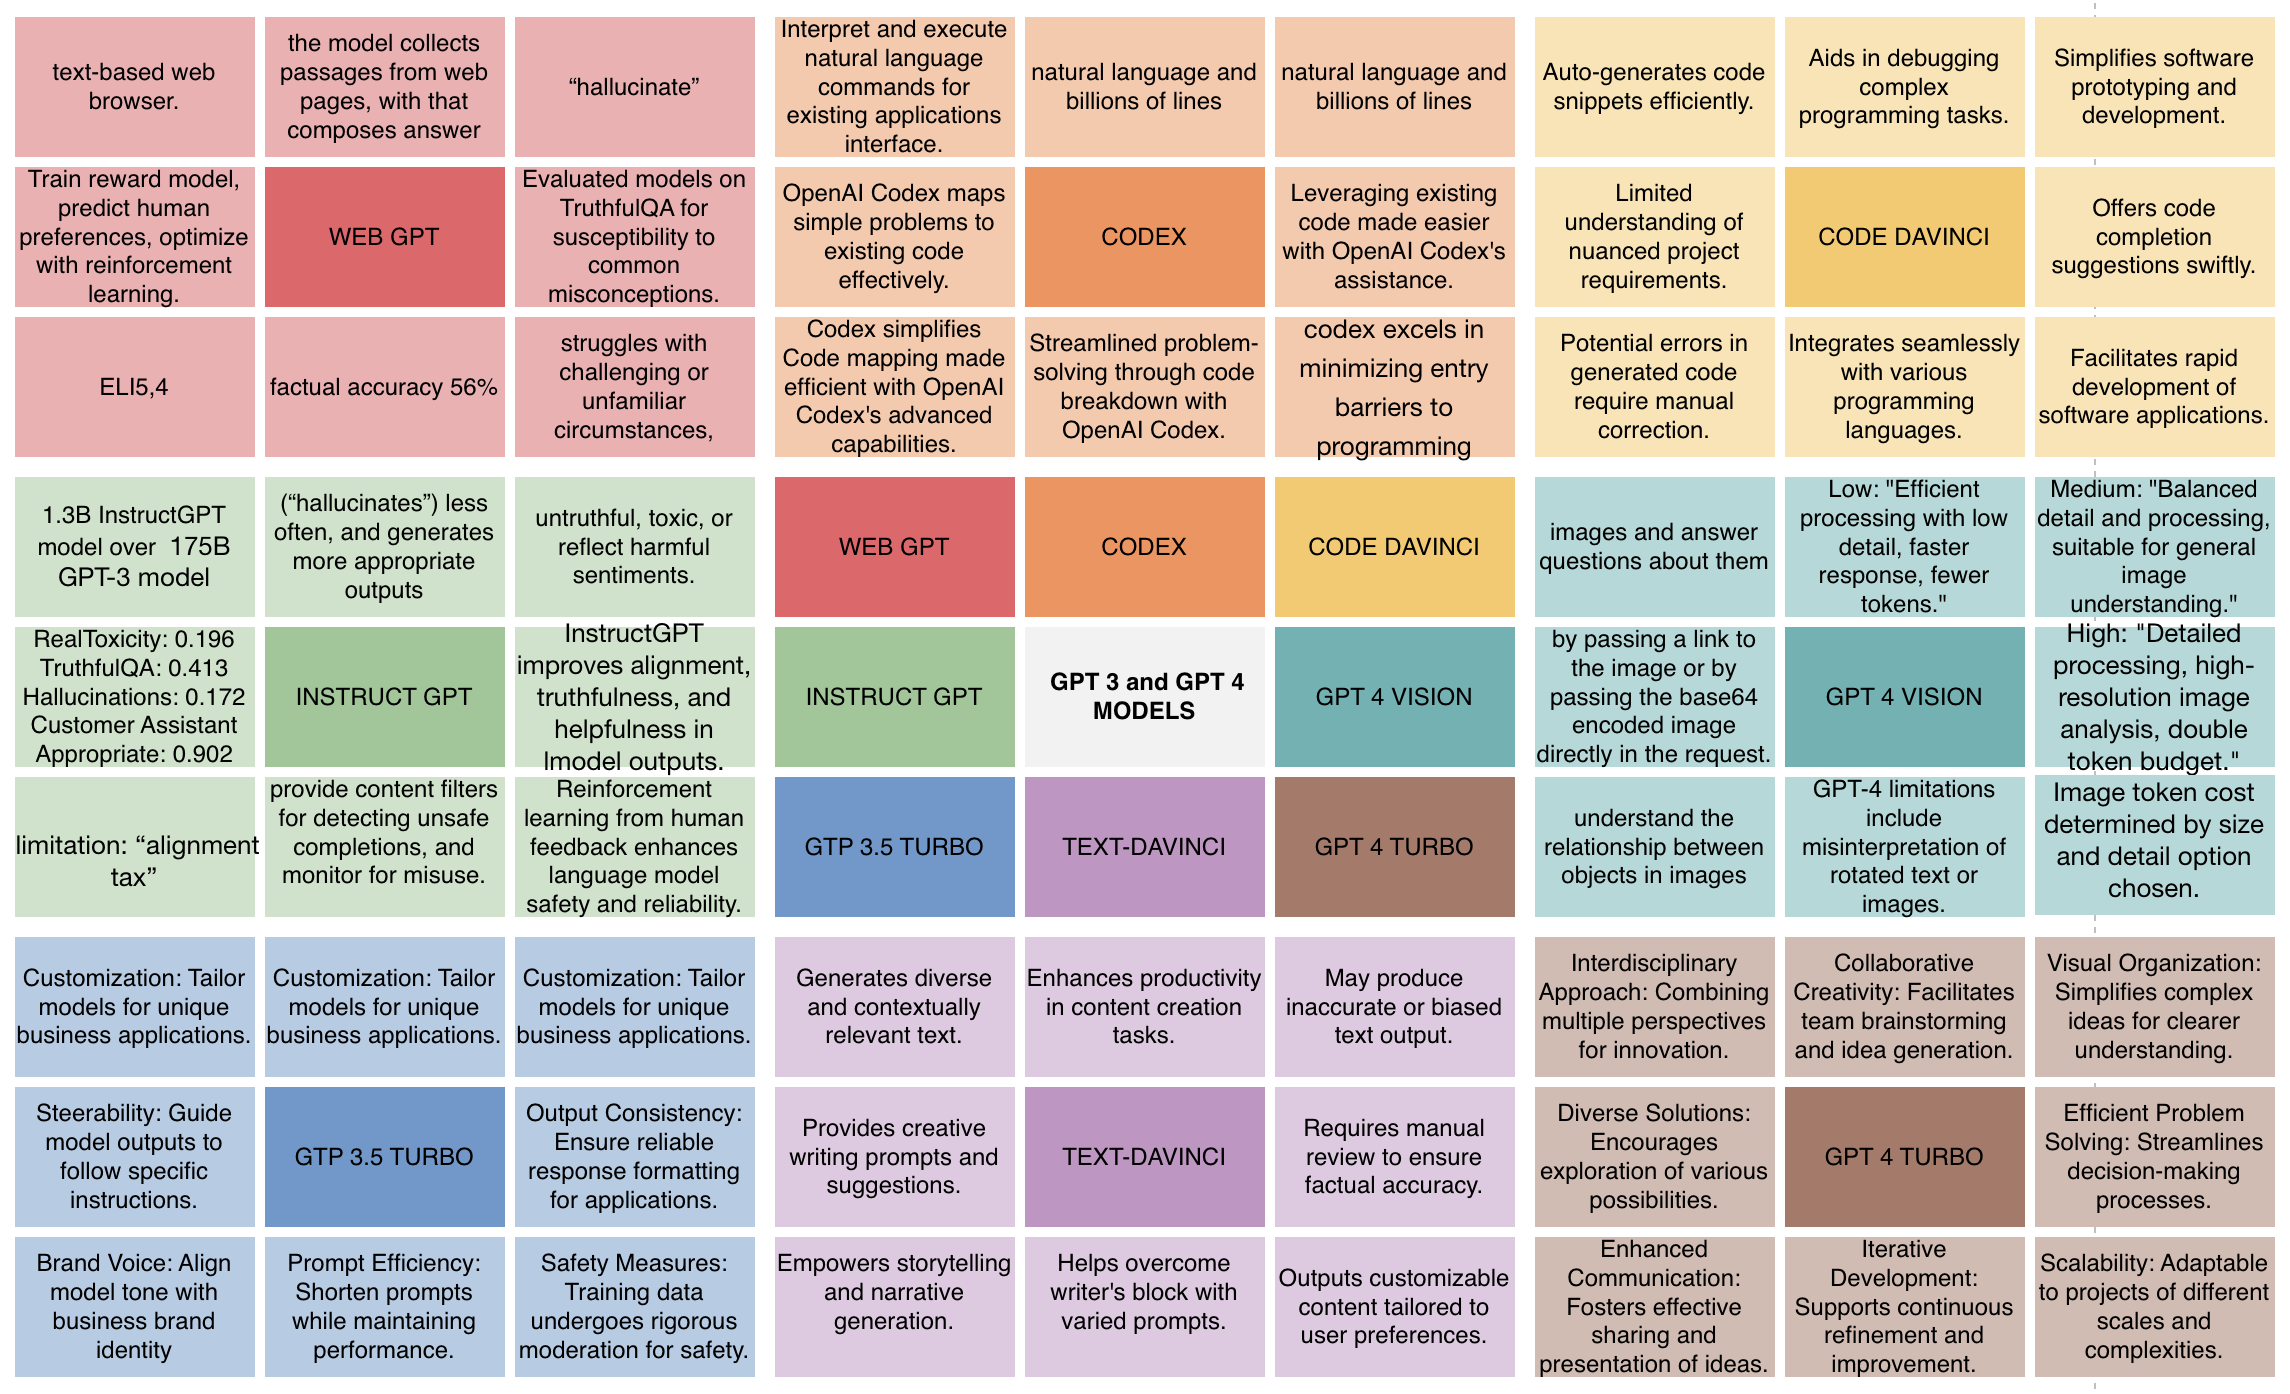 text-based web
browser.
the model collects
passages from web
pages, with that
composes answer
“hallucinate”
Train reward model,
predict human
preferences, optimize
with reinforcement
learning.
WEB GPT
Evaluated models on
TruthfulQA for
susceptibility to
common
misconceptions.
ELI5,4
factual accuracy 56%
struggles with
challenging or
unfamiliar
circumstances,
Interpret and execute
natural language
commands for
existing applications
interface.
natural language and
billions of lines
natural language and
billions of lines
OpenAI Codex maps
simple problems to
existing code
effectively.
CODEX
Leveraging existing
code made easier
with OpenAI Codex's
assistance.
Codex simplifies
Code mapping made
efficient with OpenAI
Codex's advanced
capabilities.
Streamlined problem-
solving through code
breakdown with
OpenAI Codex.
codex excels in
minimizing entry
barriers to
programming
Auto-generates code
snippets efficiently.
Aids in debugging
complex
programming tasks.
Simplifies software
prototyping and
development.
Limited
understanding of
nuanced project
requirements.
CODE DAVINCI
Offers code
completion
suggestions swiftly.
Potential errors in
generated code
require manual
correction.
Integrates seamlessly
with various
programming
languages.
Facilitates rapid
development of
software applications.
1.3B InstructGPT
model over 175B
GPT-3 model
(“hallucinates”) less
often, and generates
more appropriate
outputs
untruthful, toxic, or
reflect harmful
sentiments.
RealToxicity: 0.196
TruthfulQA: 0.413
Hallucinations: 0.172
Customer Assistant
Appropriate: 0.902
INSTRUCT GPT
InstructGPT
improves alignment,
truthfulness, and
helpfulness in
lmodel outputs.
limitation: “alignment
tax”
provide content filters
for detecting unsafe
completions, and
monitor for misuse.
Reinforcement
learning from human
feedback enhances
language model
safety and reliability.
WEB GPT
CODEX
CODE DAVINCI
INSTRUCT GPT
GPT 3 and GPT 4
MODELS
GPT 4 VISION
GTP 3.5 TURBO
TEXT-DAVINCI
GPT 4 TURBO
images and answer
questions about them
Low: "Efficient
processing with low
detail, faster
response, fewer
tokens."
Medium: "Balanced
detail and processing,
suitable for general
image
understanding."
by passing a link to
the image or by
passing the base64
encoded image
directly in the request.
GPT 4 VISION
High: "Detailed
processing, high-
resolution image
analysis, double
token budget."
understand the
relationship between
objects in images
GPT-4 limitations
include
misinterpretation of
rotated text or
images.
Image token cost
determined by size
and detail option
chosen.
Customization: Tailor
models for unique
business applications.
Customization: Tailor
models for unique
business applications.
Customization: Tailor
models for unique
business applications.
Steerability: Guide
model outputs to
follow specific
instructions.
GTP 3.5 TURBO
Output Consistency:
Ensure reliable
response formatting
for applications.
Brand Voice: Align
model tone with
business brand
identity
Prompt Efficiency:
Shorten prompts
while maintaining
performance.
Safety Measures:
Training data
undergoes rigorous
moderation for safety.
Generates diverse
and contextually
relevant text.
Enhances productivity
in content creation
tasks.
May produce
inaccurate or biased
text output.
Provides creative
writing prompts and
suggestions.
TEXT-DAVINCI
Requires manual
review to ensure
factual accuracy.
Empowers storytelling
and narrative
generation.
Helps overcome
writer's block with
varied prompts.
Outputs customizable
content tailored to
user preferences.
Interdisciplinary
Approach: Combining
multiple perspectives
for innovation.
Collaborative
Creativity: Facilitates
team brainstorming
and idea generation.
Visual Organization:
Simplifies complex
ideas for clearer
understanding.
Diverse Solutions:
Encourages
exploration of various
possibilities.
GPT 4 TURBO
Efficient Problem
Solving: Streamlines
decision-making
processes.
Enhanced
Communication:
Fosters effective
sharing and
presentation of ideas.
Iterative
Development:
Supports continuous
refinement and
improvement.
Scalability: Adaptable
to projects of different
scales and
complexities.